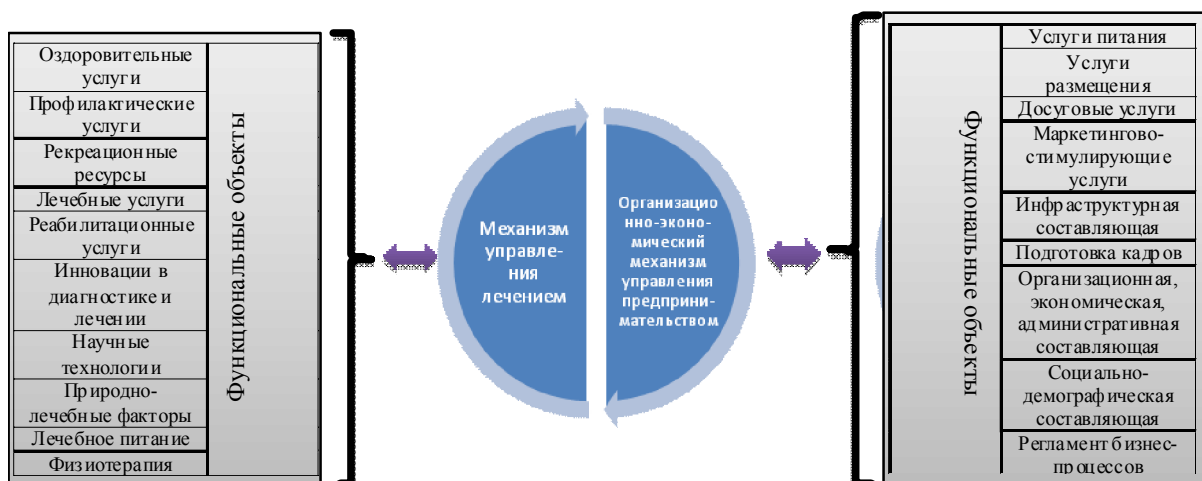 Оздоровительные
услуги
Профилактические
услуги
Рекреационные
ресурсы
Лечебные услуги
Реабилитационные
услуги
Инновации в
диагностике и
лечении
Научные
технологии
Природно-
лечебные факторы
Лечебное питание
Физиотерапия
Функциональные объекты
Механизм
управле-
ния
лечением
Организацио
нно-эконо-
мический
механизм
управления
предприни-
мательством
Функциональные объекты
Услуги питания
Услуги
размещения
Досуговые услуги
Маркетингово-
стимулирующие
услуги
Инфраструктурная
составляющая
Подготовка кадров
Организационная,
экономическая,
административная
составляющая
Социально-
демографическая
составляющая
Регламент бизнес-
процессов